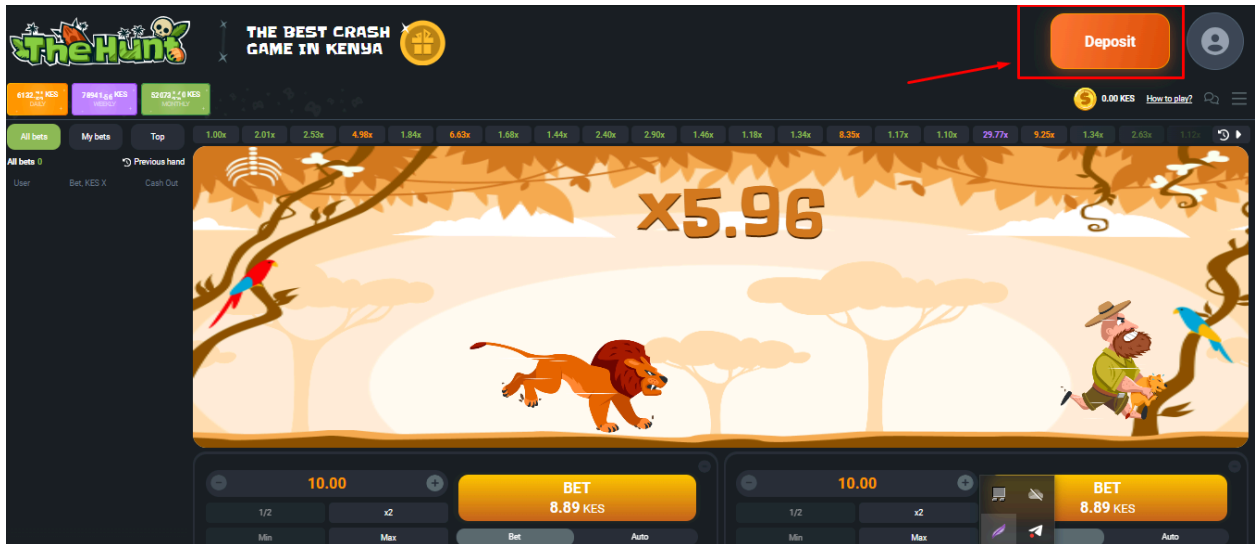 TheHunt
THE BEST CRASH
GAME IN KENYA
Deposit
KES
DAILY
KES
WEEKLY
KES
MONTHLY
0.00 KES How to play?
All bets My bets Top
1.00x 2.01x 2.53x 4.98x 1.84x 6.63x 1.68x 1.44x 2.40x 2.90x 1.46x 1.18x 1.34x 8.35x 1.17x 1.10x 29.77x 9.25x 1.34x 2.63x
All bets 0 Previous hand
User Bet, KES X Cash Out
x5.96
10.00
BET
8.89 KES
1/2 x2
Min Max
Bet Auto
10.00
BET
8.89 KES
1/2 x2
Min Max
Auto